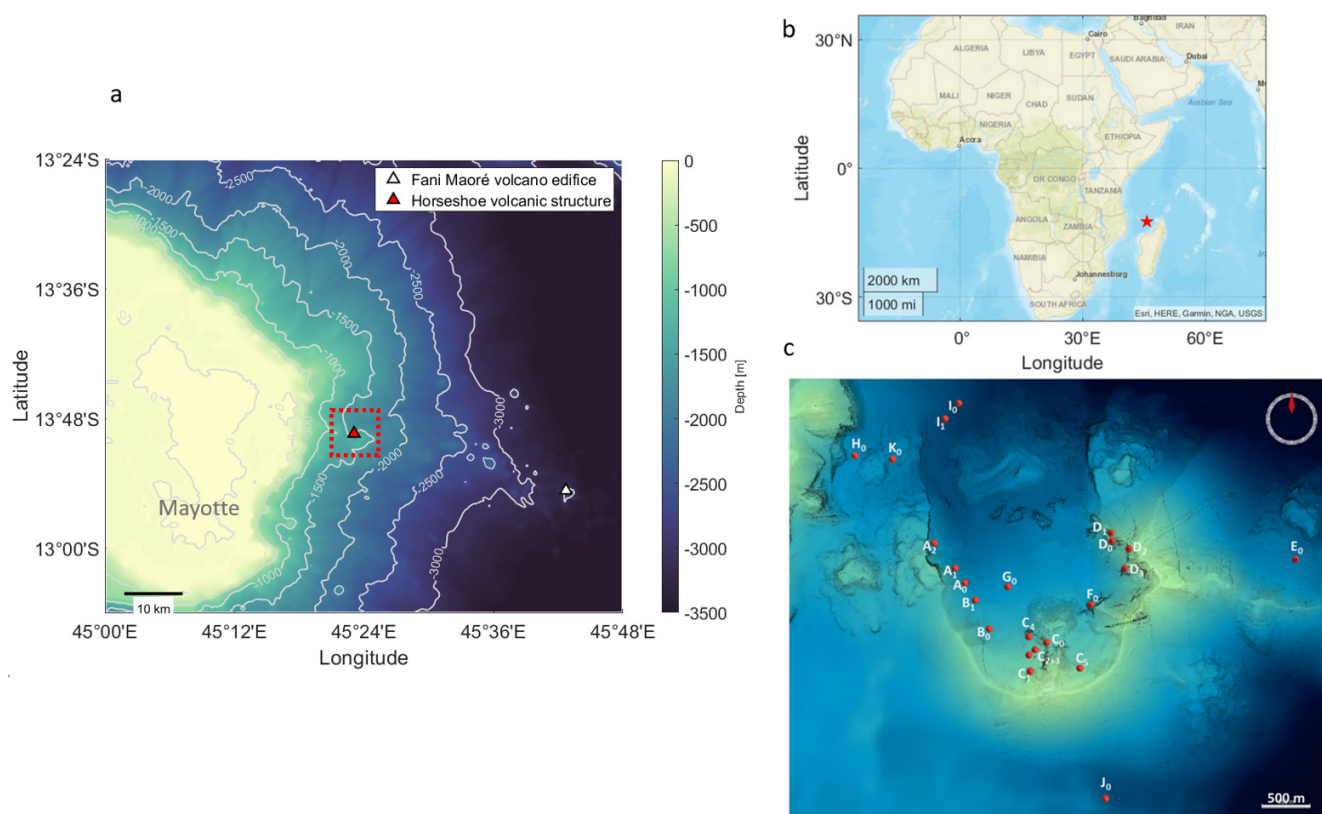 a
13°24'S
13°36'S
13°48'S
13°00'S
Latitude
45°00'E
45°12'E
45°24'E
45°36'E
45°48'E
Longitude
Fani Maoré volcano edifice
Horseshoe volcanic structure
-2500
-2000
-1500
-1000
-2000
-2500
-1500
-1000
-3000
-2000
-1500
-2500
-3000
-1000
Mayotte
10 km
0
-500
-1000
-1500
-2000
-2500
-3000
-3500
Depth [m]
b
30°N
0°
30°S
Latitude
0°
30°E
60°E
Longitude
Baghdad
IRAN
Cairo
ALGERIA
LIBYA
EGYPT
SAUDI ARABIA
Dubai
MALI
NIGER
CHAD
SUDAN
Arabian Sea
NIGERIA
Accra
ETHIOPIA
DR CONGO
TANZANIA
ANGOLA
ZAMBIA
NAMIBIA
Johannesburg
SOUTH AFRICA
2000 km
1000 mi
Esri, HERE, Garmin, NGA, USGS
c
I0
I1
H0
K0
A2
A1
A0
B1
B0
G0
D1
D0
D2
D3
E0
F0
C4
C0
C2+3
C1
C5
J0
500 m